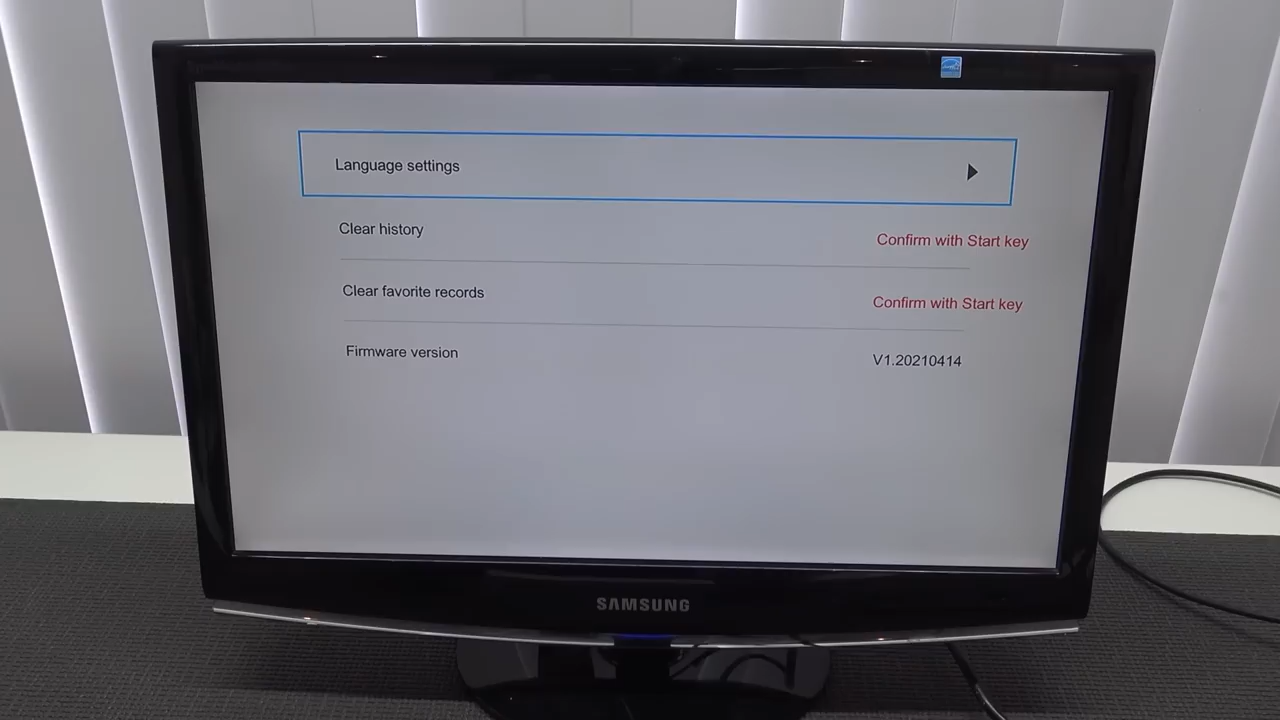 Language settings
Clear history Confirm with Start key
Clear favorite records Confirm with Start key
Firmware version V1.20210414
SAMSUNG